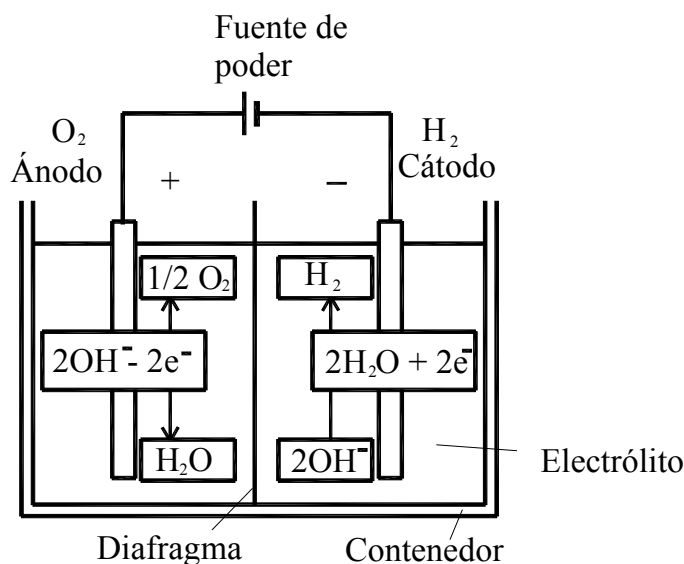 Fuente de
poder
O₂
Ánodo
H₂
Cátodo
+
−
1/2 O₂
H₂
2OH⁻- 2e⁻
2H₂O + 2e⁻
H₂O
2OH⁻
Electrólito
Diafragma
Contenedor